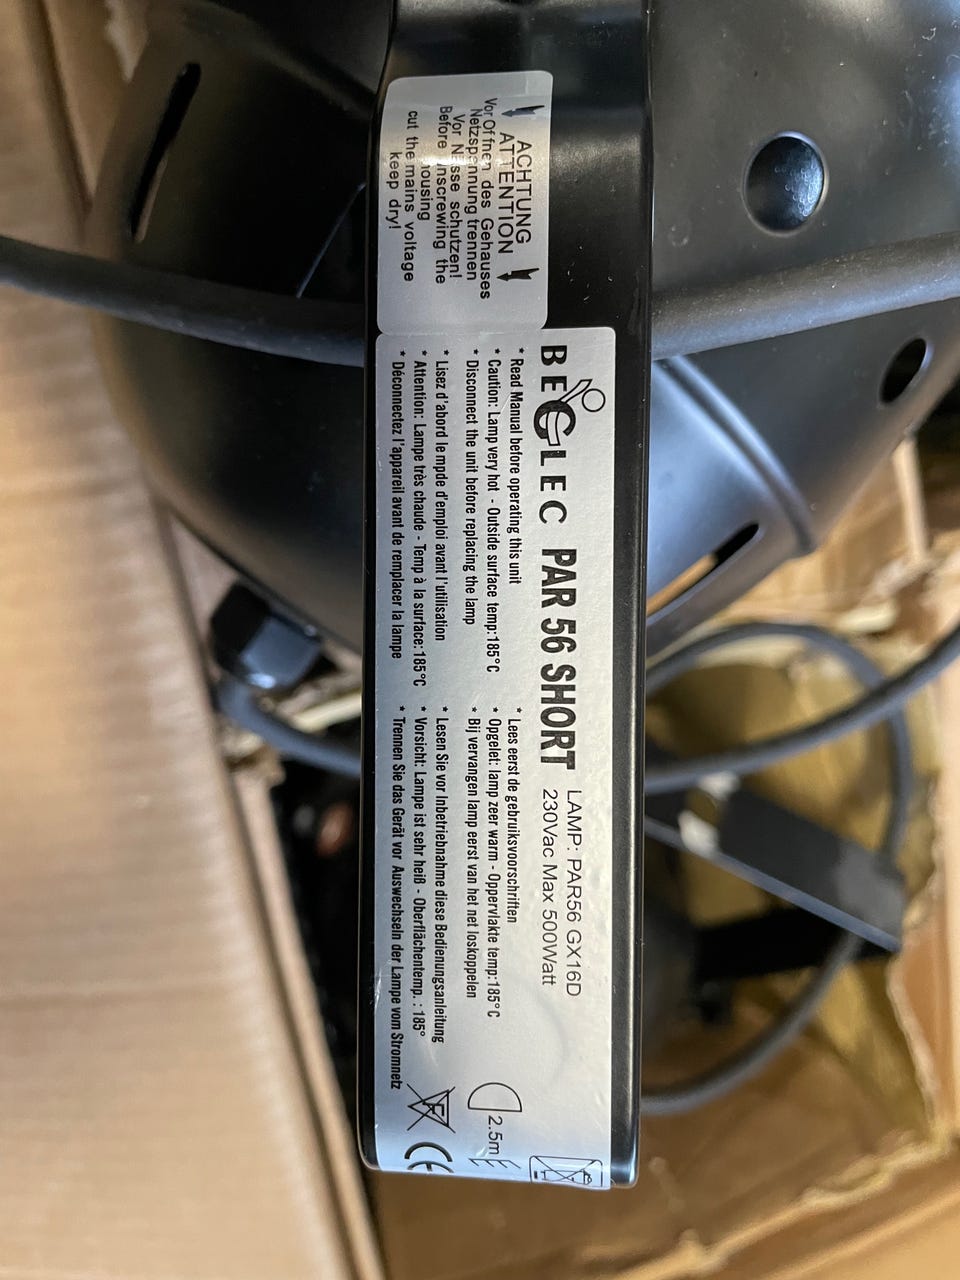 ACHTUNG
ATTENTION
Vor Öffnen des Gehauses
Netzspannung trennen
Vor Nässe schutzen!
Before unscrewing the
housing
cut the mains voltage
keep dry!
BEGLEC PAR 56 SHORT
LAMP: PAR56 GX16D
230Vac Max 500Watt
* Read Manual before operating this unit
* Caution: Lamp very hot - Outside surface temp:185°C
* Disconnect the unit before replacing the lamp
* Lisez d'abord le mpde d'emploi avant l'utilisation
* Attention: Lampe très chaude - Temp à la surface:185°C
* Déconnectez l'appareil avant de remplacer la lampe
* Lees eerst de gebruiksvoorschriften
* Opgelet: lamp zeer warm - Oppervlakte temp:185°C
* Bij vervangen lamp eerst van het net loskoppelen
* Lesen Sie vor Inbetriebnahme diese Bedienungsanleitung
* Vorsicht: Lampe ist sehr heiß - Oberflächentemp. : 185°
* Trennen Sie das Gerät vor Auswechseln der Lampe vom Stromnetz
2.5m
F CE